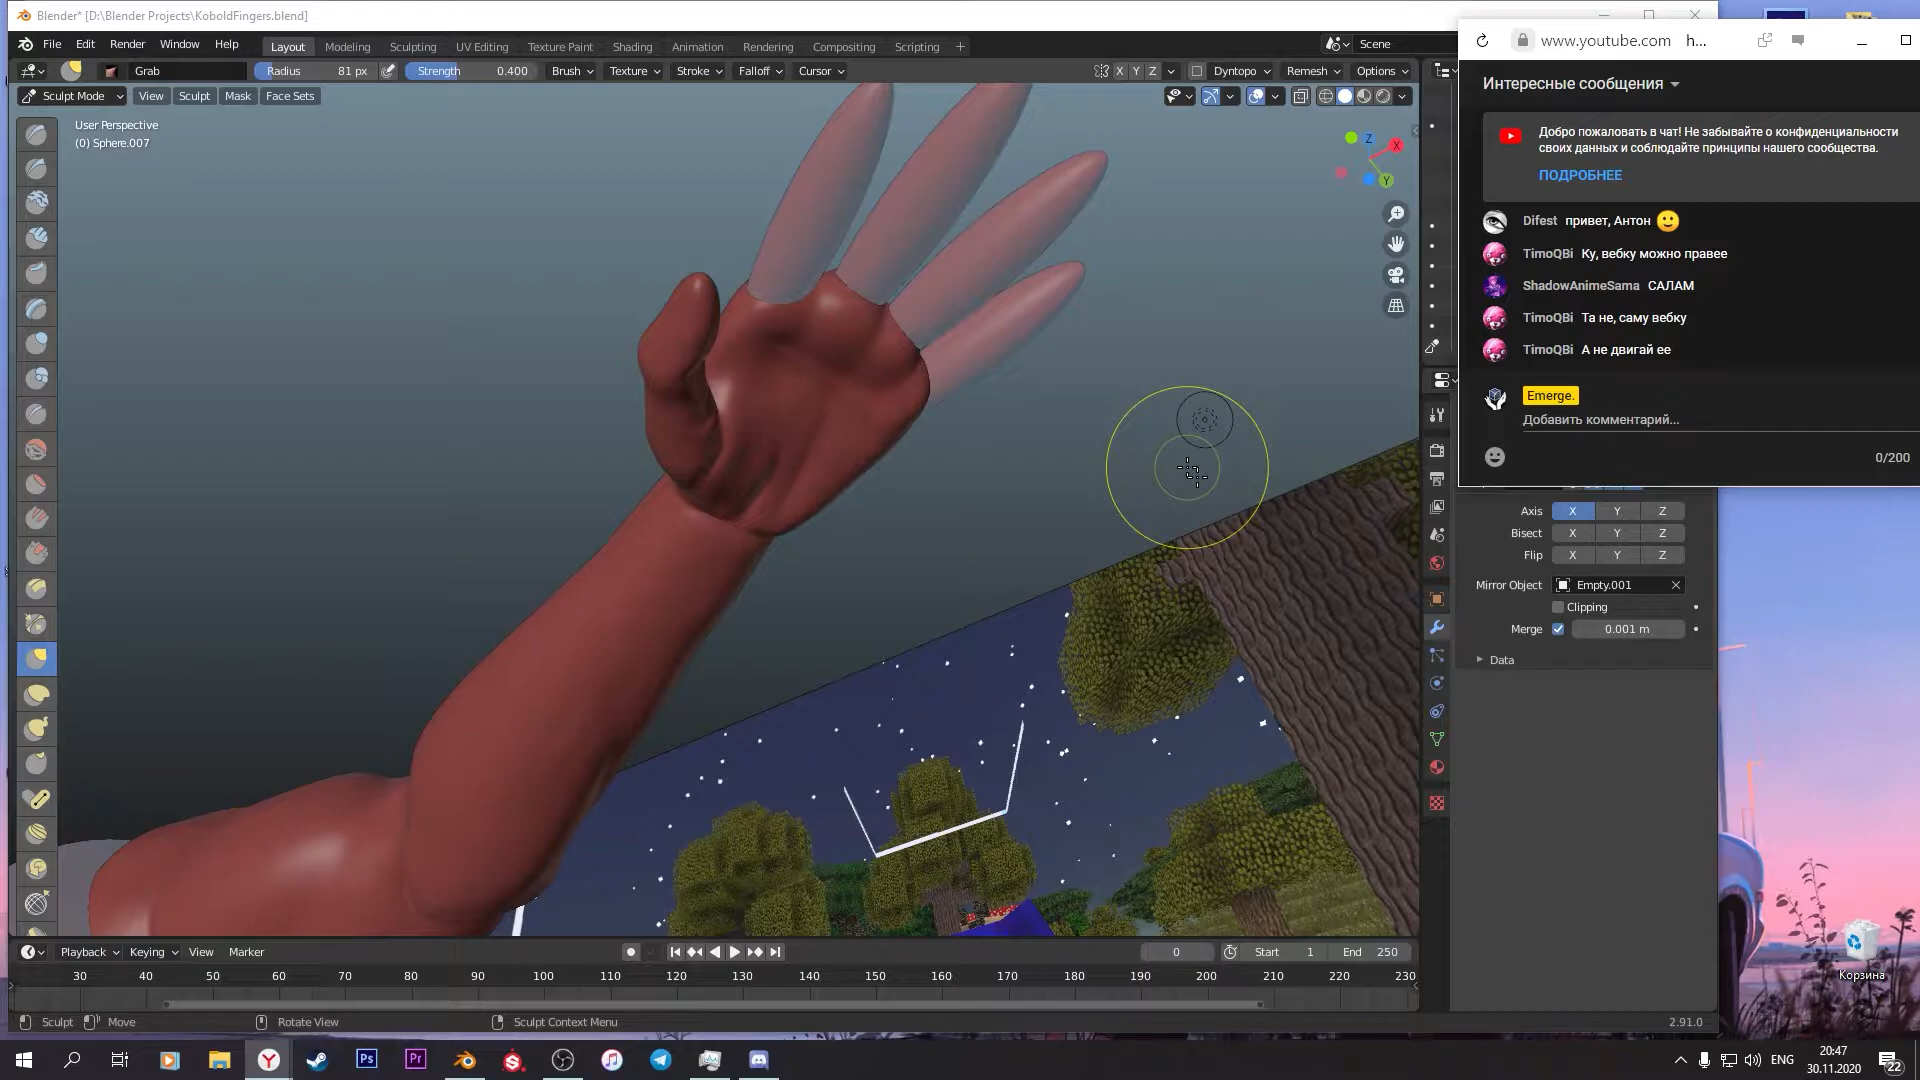 Blender* [D:\Blender Projects\KoboldFingers.blend]
File Edit Render Window Help Layout Modeling Sculpting UV Editing Texture Paint Shading Animation Rendering Compositing Scripting + Scene
Grab Radius 81 px Strength 0.400 Brush Texture Stroke Falloff Cursor X Y Z Dyntopo Remesh Options
Sculpt Mode View Sculpt Mask Face Sets
User Perspective
(0) Sphere.007
Z X Y
www.youtube.com h...
Интересные сообщения
Добро пожаловать в чат! Не забывайте о конфиденциальности
своих данных и соблюдайте принципы нашего сообщества.
ПОДРОБНЕЕ
Difest привет, Антон
TimoQBi Ку, вебку можно правее
ShadowAnimeSama САЛАМ
TimoQBi Та не, саму вебку
TimoQBi А не двигай ее
Emerge.
Добавить комментарий...
0/200
Axis X Y Z
Bisect X Y Z
Flip X Y Z
Mirror Object Empty.001
Clipping
Merge 0.001 m
Data
Корзина
Playback Keying View Marker 0 Start 1 End 250
30 40 50 60 70 80 90 100 110 120 130 140 150 160 170 180 190 200 210 220 230
Sculpt Move Rotate View Sculpt Context Menu 2.91.0
Y Ps Pr ENG 20:47
30.11.2020 22